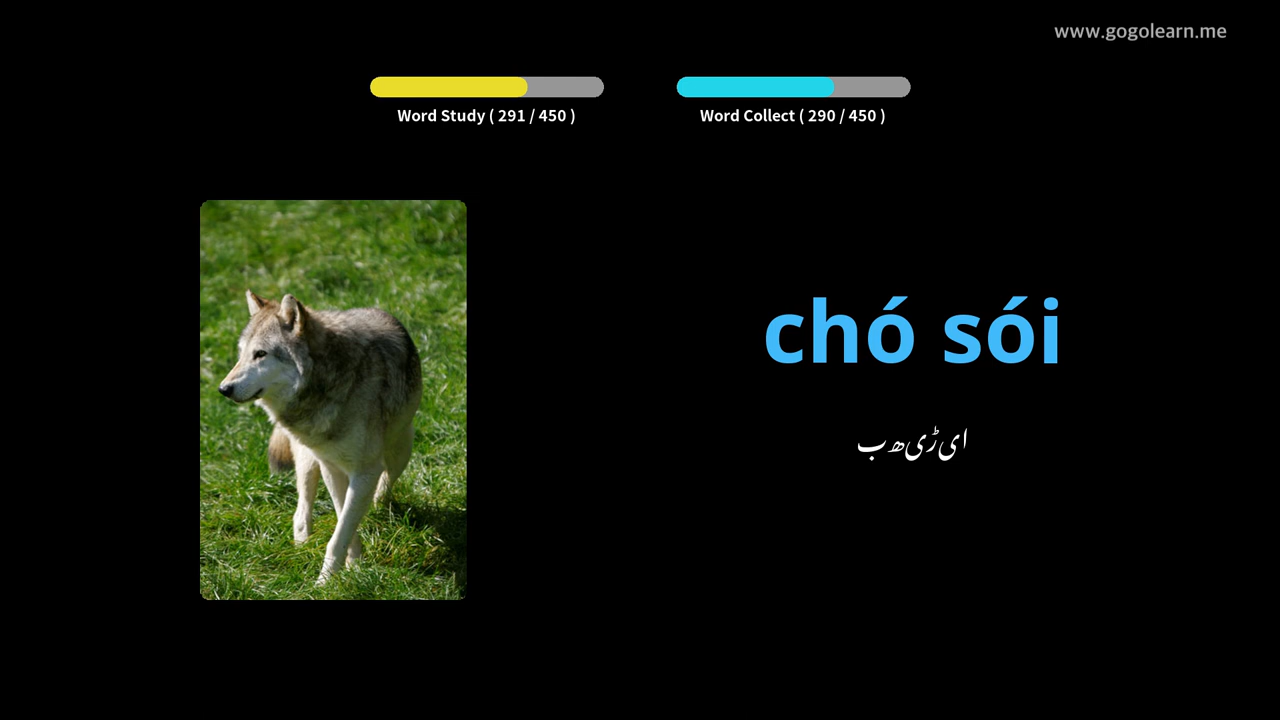 www.gogolearn.me
Word Study ( 291 / 450 )
Word Collect ( 290 / 450 )
chó sói
ایڑیھب